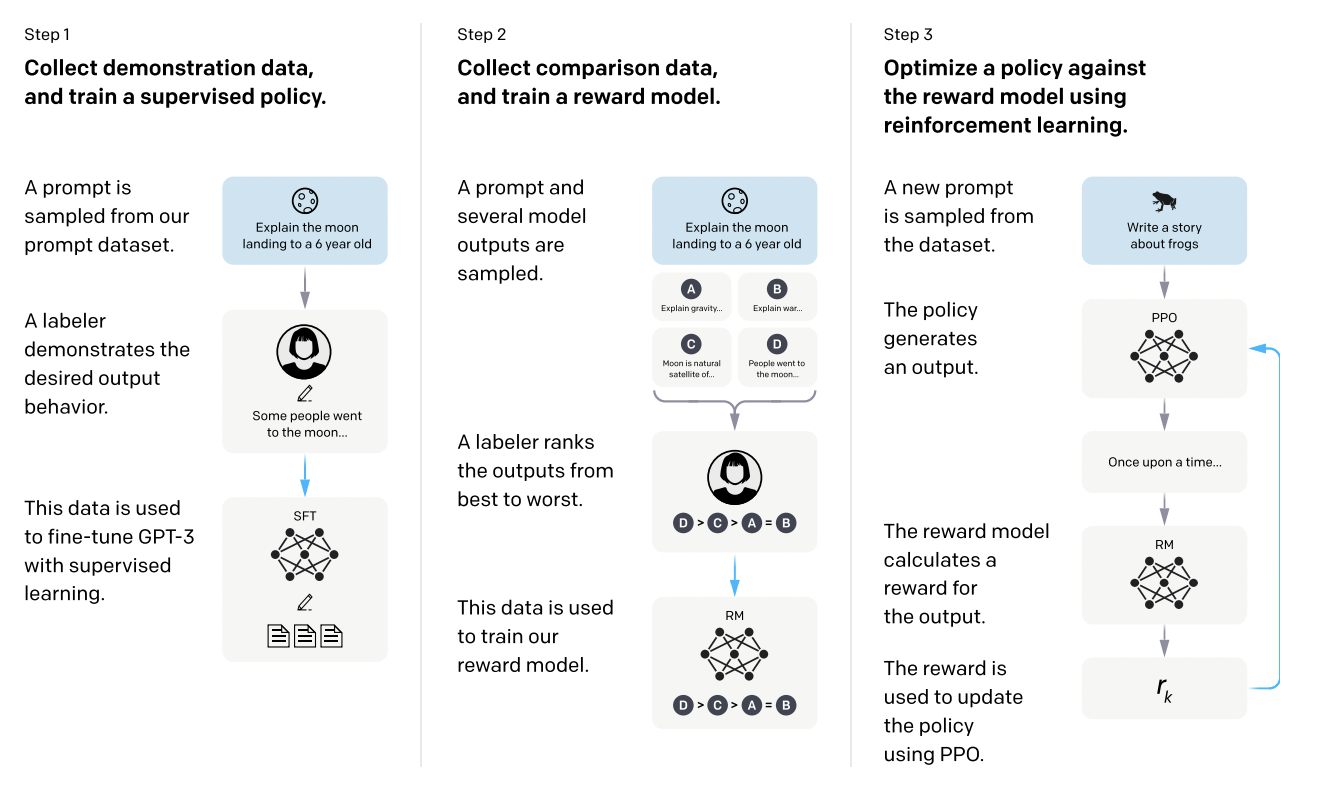 Step 1
Collect demonstration data,
and train a supervised policy.
A prompt is
sampled from our
prompt dataset.
Explain the moon
landing to a 6 year old
A labeler
demonstrates the
desired output
behavior.
Some people went
to the moon...
This data is used
to fine-tune GPT-3
with supervised
learning.
SFT
Step 2
Collect comparison data,
and train a reward model.
A prompt and
several model
outputs are
sampled.
Explain the moon
landing to a 6 year old
A
Explain gravity...
B
Explain war...
C
Moon is natural
satellite of...
D
People went to
the moon...
A labeler ranks
the outputs from
best to worst.
D > C > A = B
This data is used
to train our
reward model.
RM
D > C > A = B
Step 3
Optimize a policy against
the reward model using
reinforcement learning.
A new prompt
is sampled from
the dataset.
Write a story
about frogs
The policy
generates
an output.
PPO
Once upon a time...
The reward model
calculates a
reward for
the output.
RM
The reward is
used to update
the policy
using PPO.
r_k